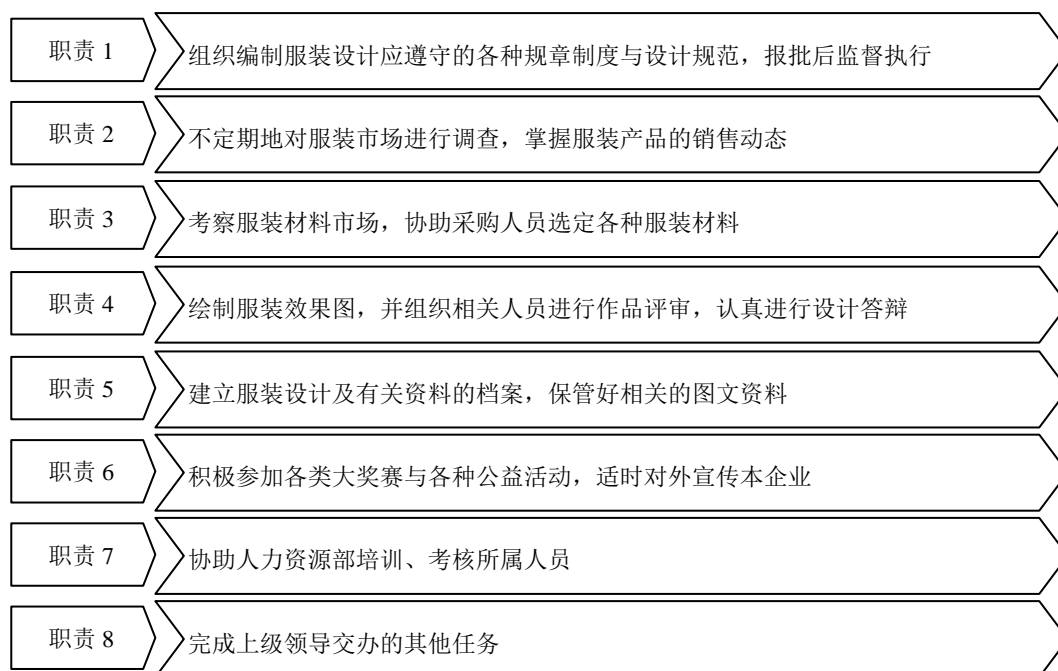 职责 1
组织编制服装设计应遵守的各种规章制度与设计规范，报批后监督执行
职责 2
不定期地对服装市场进行调查，掌握服装产品的销售动态
职责 3
考察服装材料市场，协助采购人员选定各种服装材料
职责 4
绘制服装效果图，并组织相关人员进行作品评审，认真进行设计答辩
职责 5
建立服装设计及有关资料的档案，保管好相关的图文资料
职责 6
积极参加各类大奖赛与各种公益活动，适时对外宣传本企业
职责 7
协助人力资源部培训、考核所属人员
职责 8
完成上级领导交办的其他任务